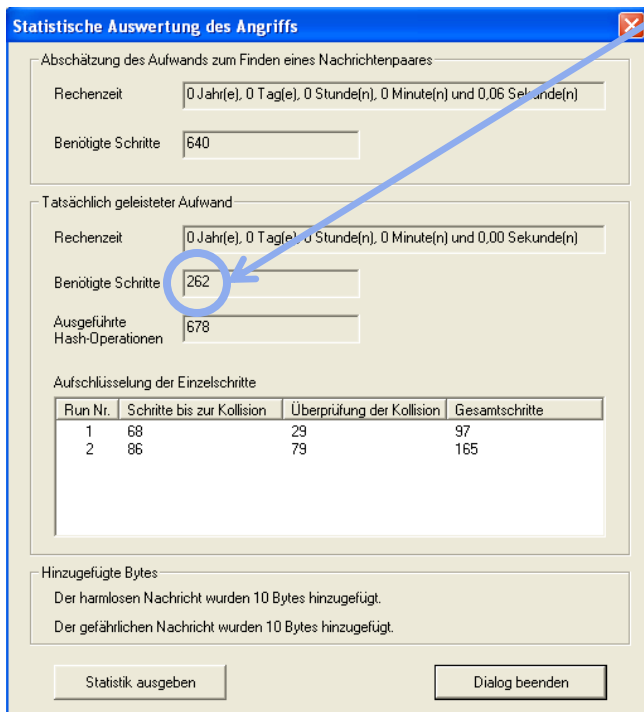 Statistische Auswertung des Angriffs
Abschätzung des Aufwands zum Finden eines Nachrichtenpaares
Rechenzeit 0 Jahr(e), 0 Tag(e), 0 Stunde(n), 0 Minute(n) und 0,06 Sekunde(n)
Benötigte Schritte 640
Tatsächlich geleisteter Aufwand
Rechenzeit 0 Jahr(e), 0 Tag(e), 0 Stunde(n), 0 Minute(n) und 0,00 Sekunde(n)
Benötigte Schritte 262
Ausgeführte
Hash-Operationen 678
Aufschlüsselung der Einzelschritte
Run Nr. Schritte bis zur Kollision Überprüfung der Kollision Gesamtschritte
1 68 29 97
2 86 79 165
Hinzugefügte Bytes
Der harmlosen Nachricht wurden 10 Bytes hinzugefügt.
Der gefährlichen Nachricht wurden 10 Bytes hinzugefügt.
Statistik ausgeben Dialog beenden